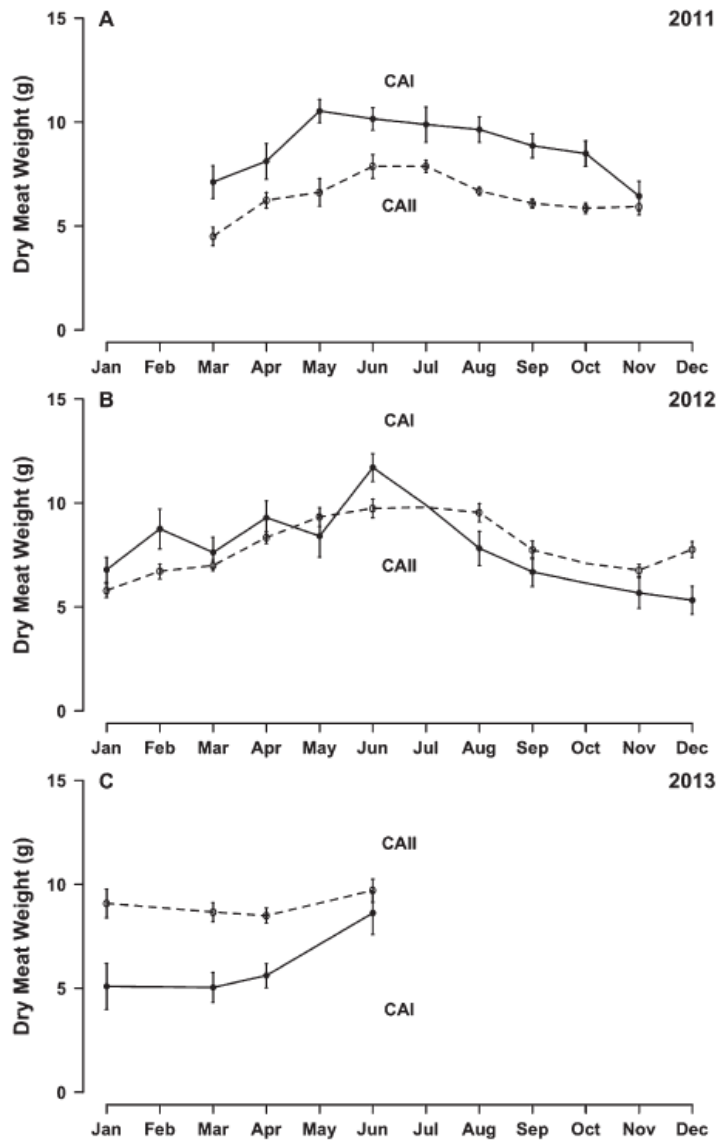 A 2011
15
10
5
0
Dry Meat Weight (g)
CAI
CAII
Jan Feb Mar Apr May Jun Jul Aug Sep Oct Nov Dec
B 2012
15
10
5
0
Dry Meat Weight (g)
CAI
CAII
Jan Feb Mar Apr May Jun Jul Aug Sep Oct Nov Dec
C 2013
15
10
5
0
Dry Meat Weight (g)
CAII
CAI
Jan Feb Mar Apr May Jun Jul Aug Sep Oct Nov Dec